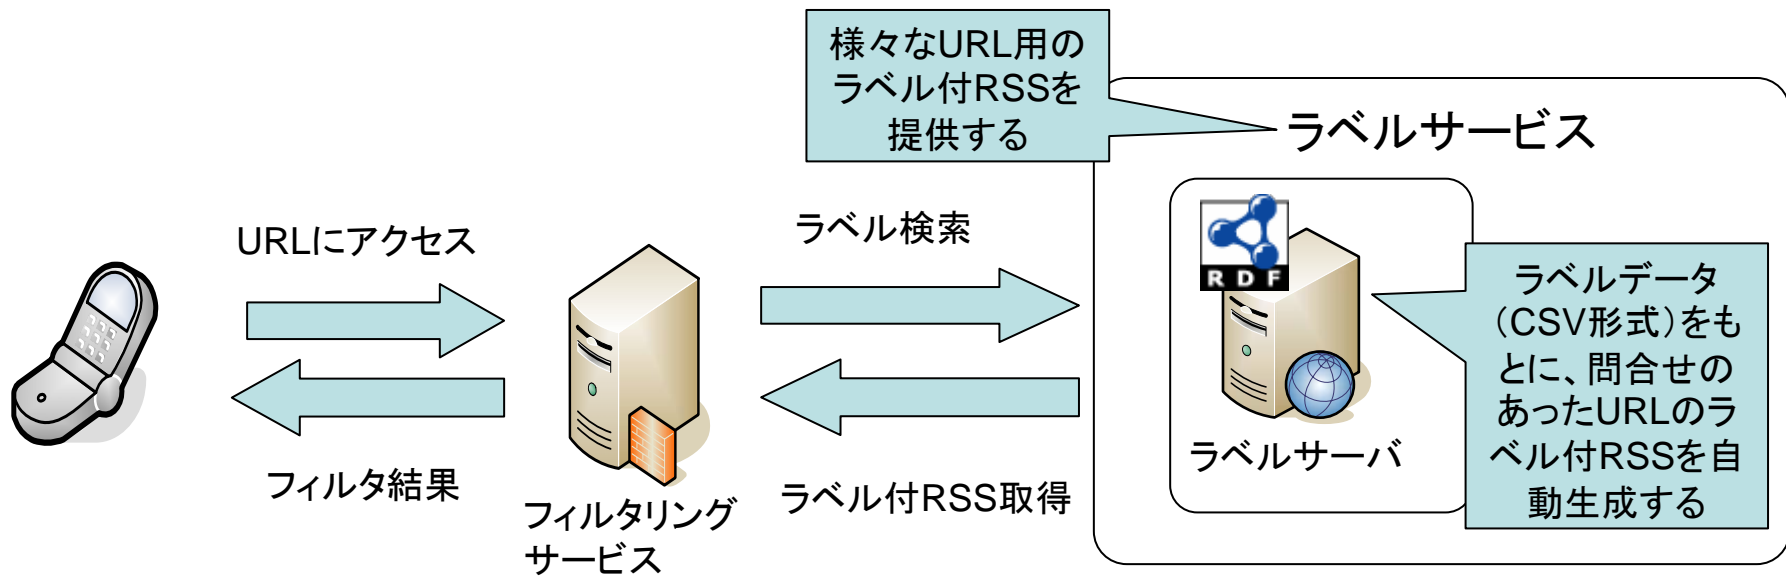 様々なURL用の
ラベル付RSSを
提供する
ラベルサービス
URLにアクセス
ラベル検索
RDF
ラベルデータ
（CSV形式）をも
とに、問合せの
あったURLのラ
ベル付RSSを自
動生成する
ラベルサーバ
フィルタ結果
ラベル付RSS取得
フィルタリング
サービス